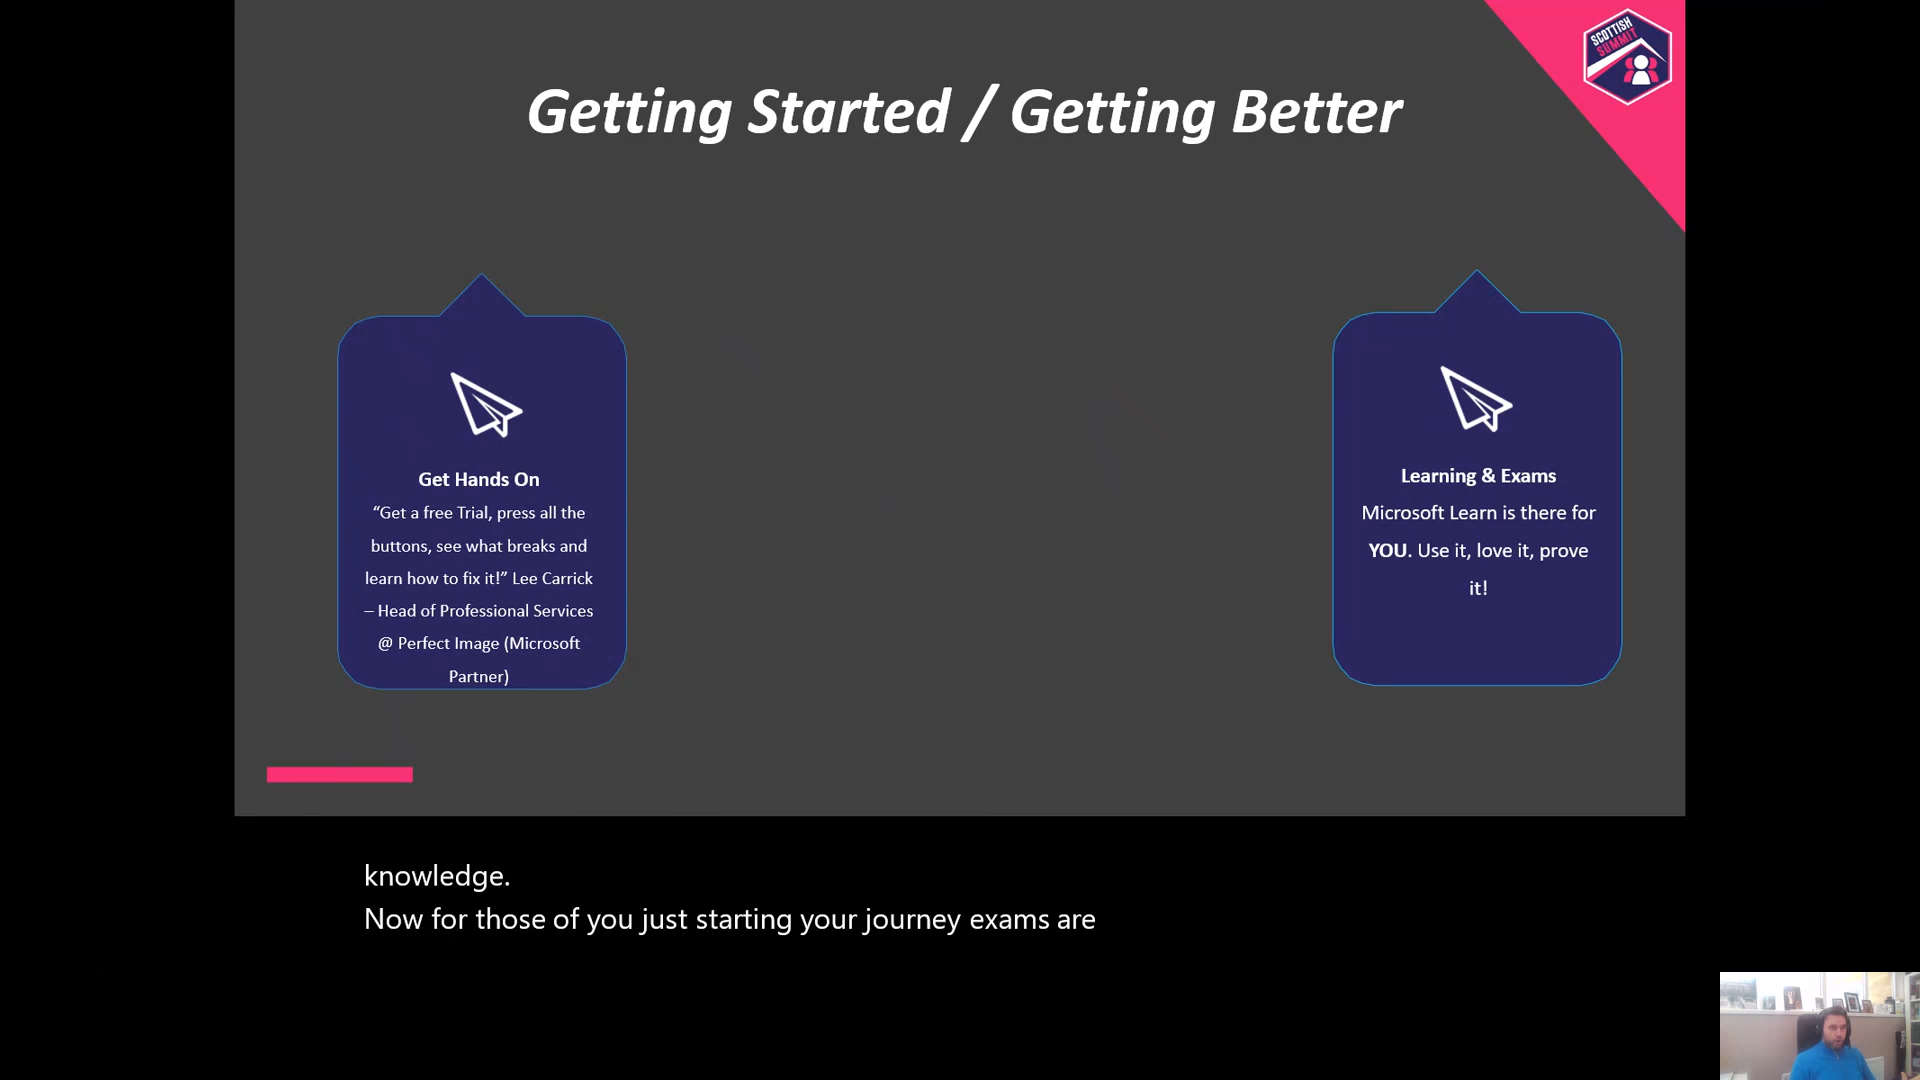 SCOTTISH
SUMMIT
Getting Started / Getting Better
Get Hands On
“Get a free Trial, press all the
buttons, see what breaks and
learn how to fix it!” Lee Carrick
– Head of Professional Services
@ Perfect Image (Microsoft
Partner)
Learning & Exams
Microsoft Learn is there for
YOU. Use it, love it, prove
it!
knowledge.
Now for those of you just starting your journey exams are